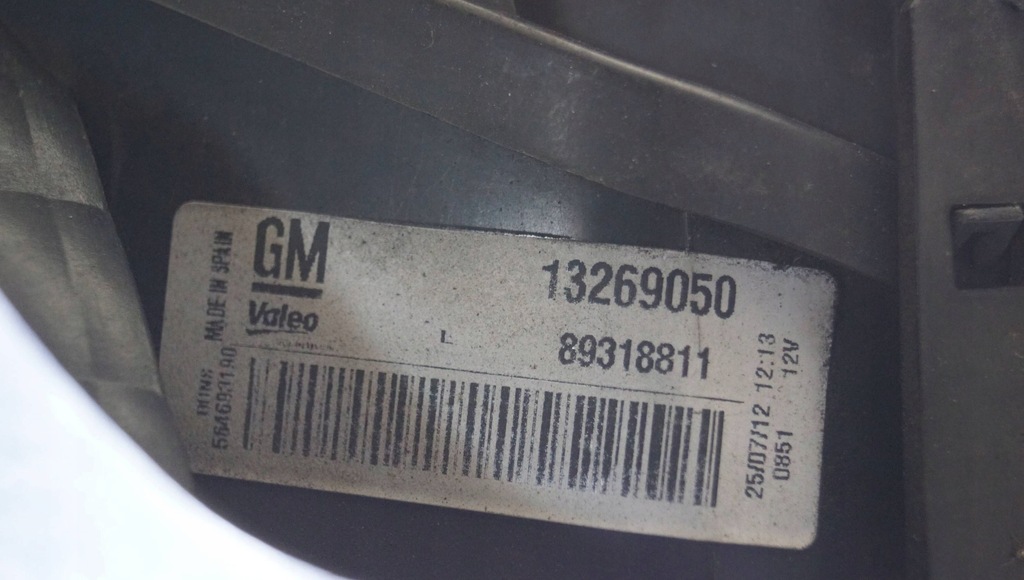 GM
13269050
Valeo
L
89318811
MADE IN SPAIN
25/07/12 12:13
0851 12V